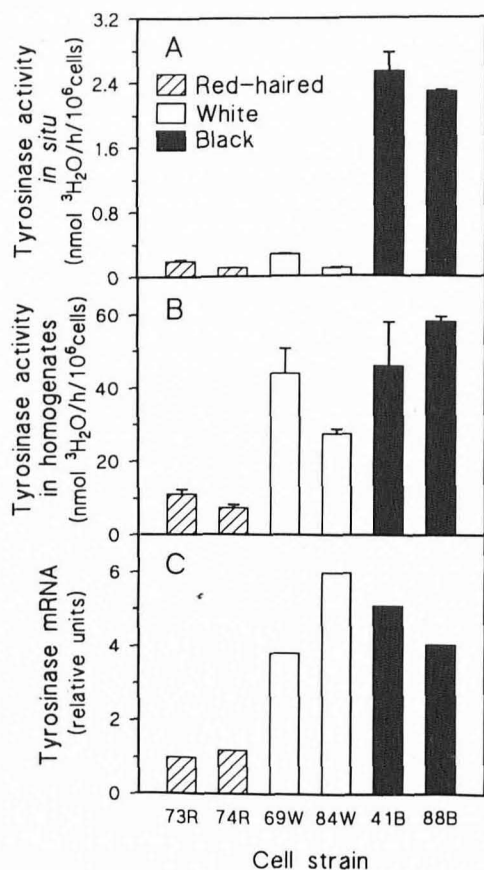 A
Tyrosinase activity
in situ
(nmol ³H₂O/h/10⁶cells)
3.2
2.4
1.6
0.8
0
Red-haired
White
Black
B
Tyrosinase activity
in homogenates
(nmol ³H₂O/h/10⁶cells)
60
40
20
0
C
Tyrosinase mRNA
(relative units)
6
4
2
0
73R 74R 69W 84W 41B 88B
Cell strain